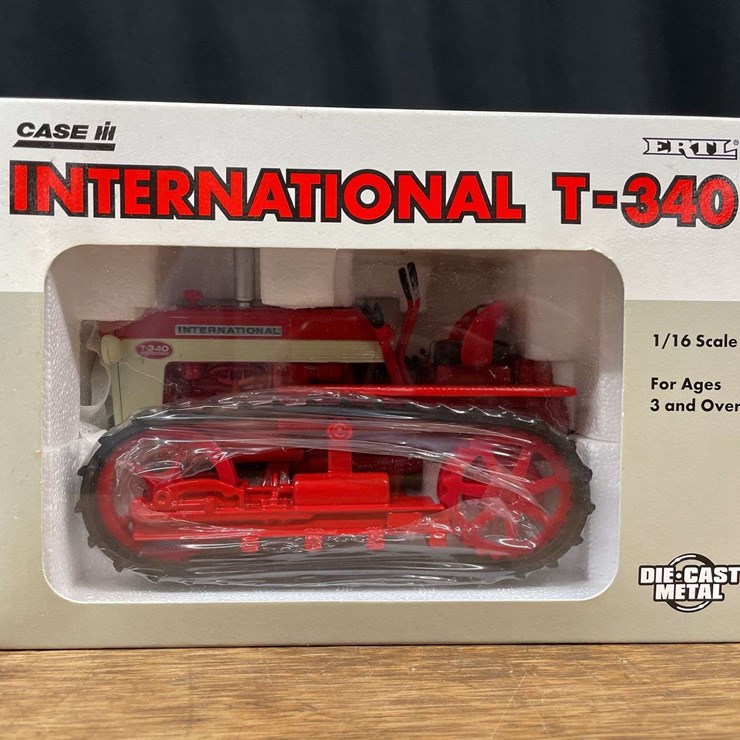 CASE IH
ERTL®
INTERNATIONAL T-340
INTERNATIONAL
T-340
1/16 Scale
For Ages
3 and Over
DIE•CAST
METAL